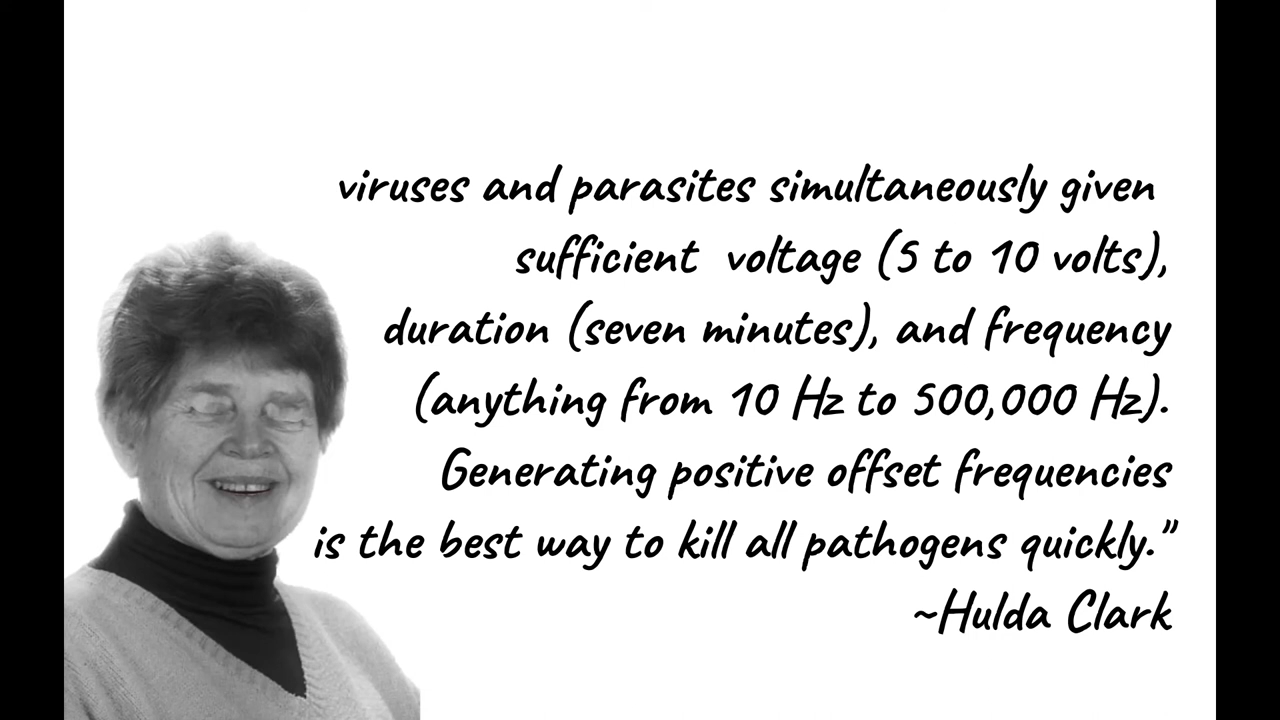 viruses and parasites simultaneously given
sufficient voltage (5 to 10 volts),
duration (seven minutes), and frequency
(anything from 10 Hz to 500,000 Hz).
Generating positive offset frequencies
is the best way to kill all pathogens quickly."
~Hulda Clark